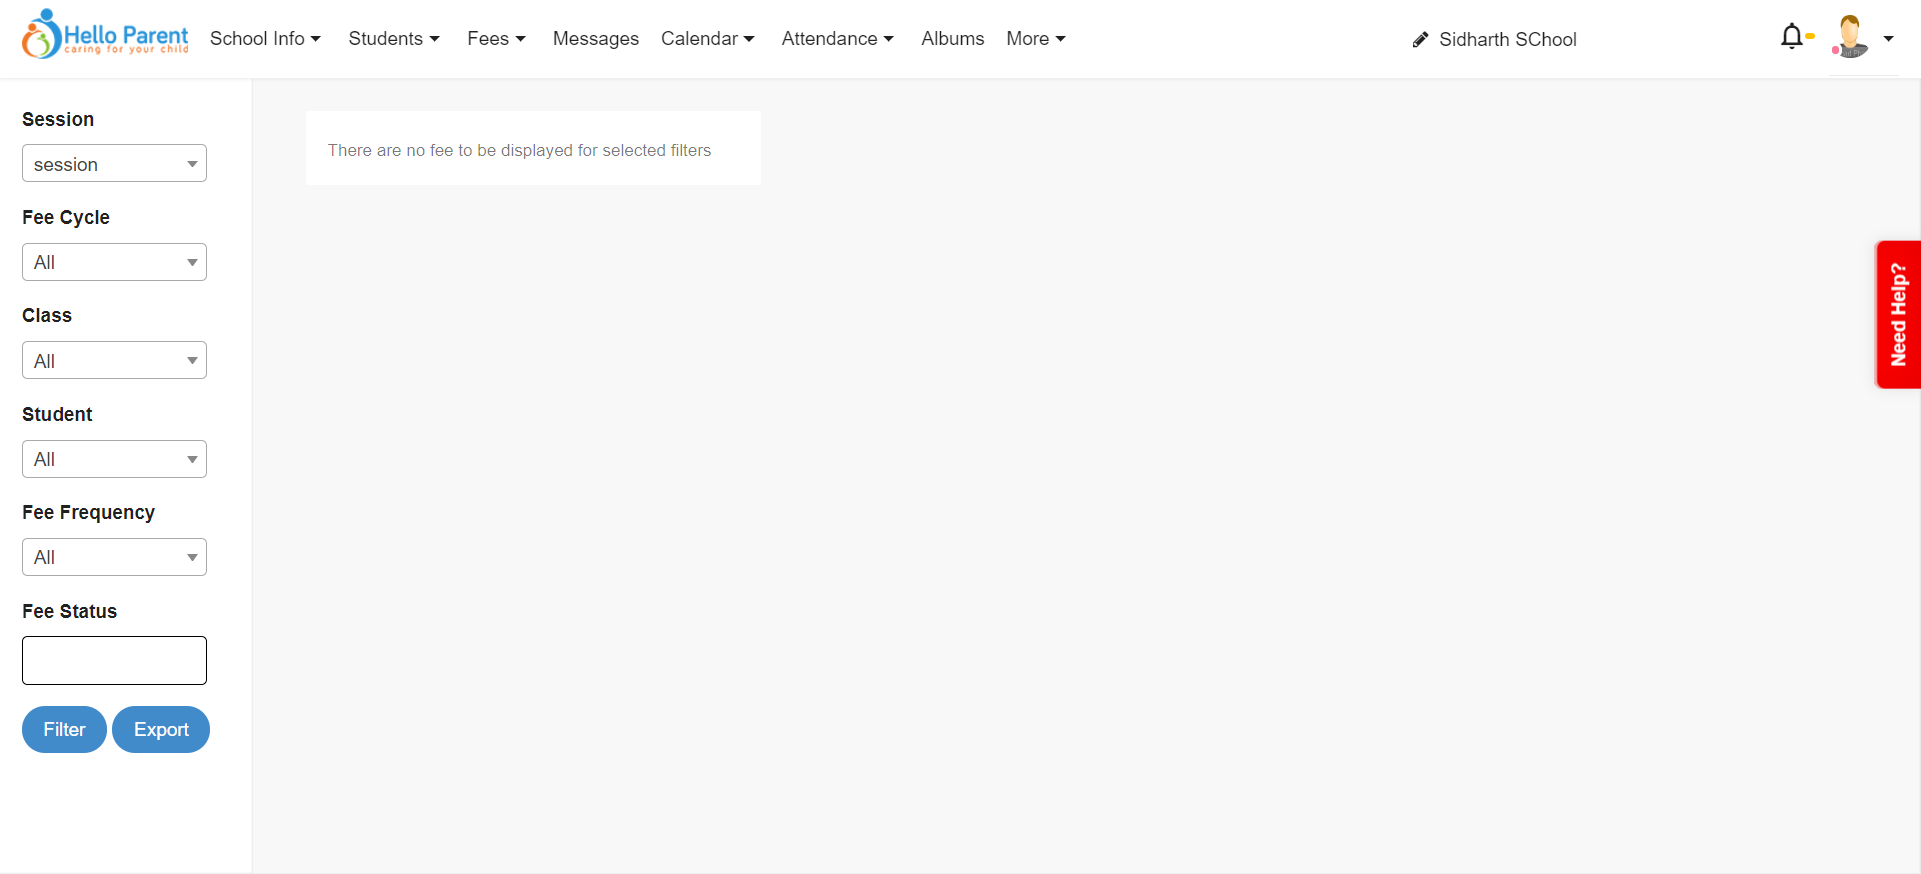 Hello Parent
caring for your child
School Info
Students
Fees
Messages
Calendar
Attendance
Albums
More
Sidharth SChool
Session
session
Fee Cycle
All
Class
All
Student
All
Fee Frequency
All
Fee Status
Filter
Export
There are no fee to be displayed for selected filters
Need Help?